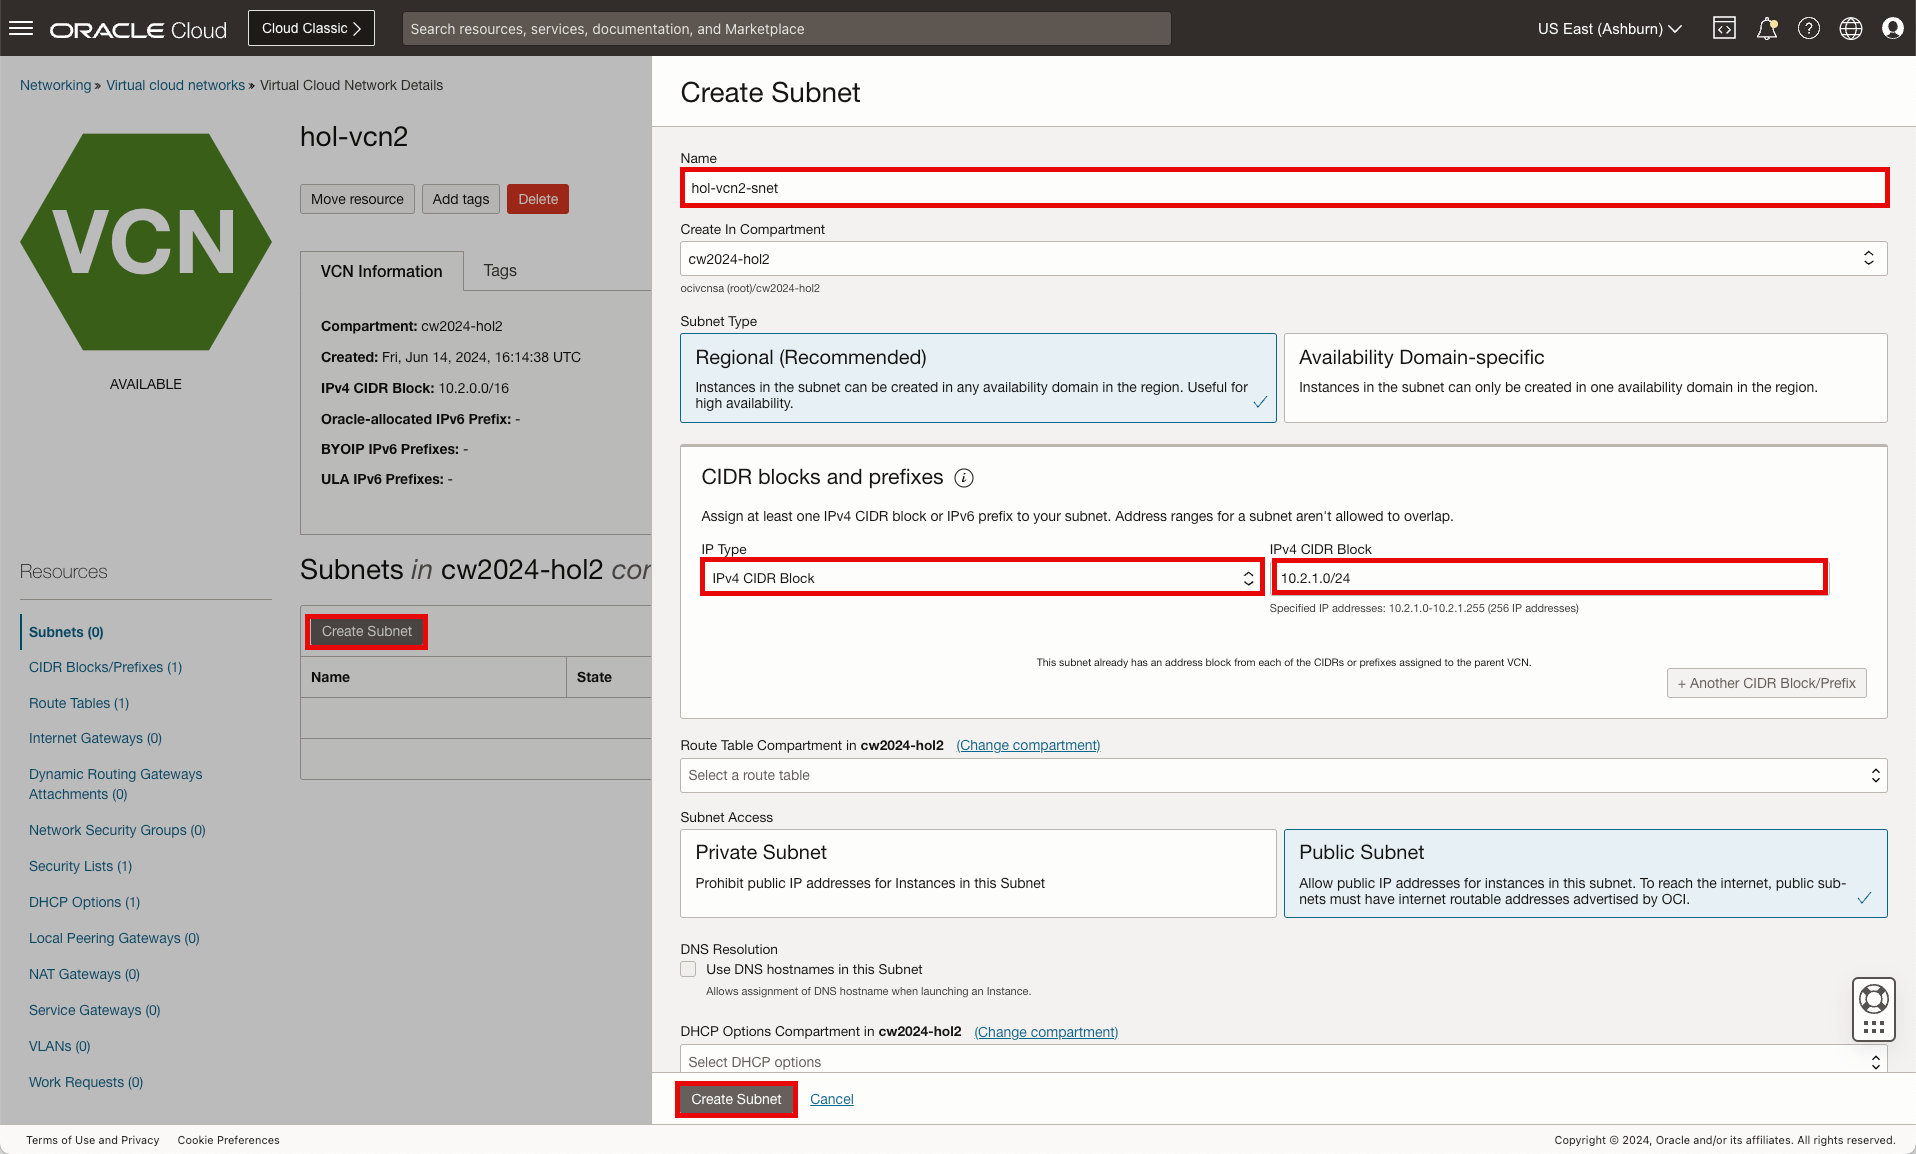 ORACLE Cloud
Cloud Classic
Search resources, services, documentation, and Marketplace
US East (Ashburn)
Networking » Virtual cloud networks » Virtual Cloud Network Details
VCN
AVAILABLE
hol-vcn2
Move resource
Add tags
Delete
VCN Information
Tags
Compartment: cw2024-hol2
Created: Fri, Jun 14, 2024, 16:14:38 UTC
IPv4 CIDR Block: 10.2.0.0/16
Oracle-allocated IPv6 Prefix: -
BYOIP IPv6 Prefixes: -
ULA IPv6 Prefixes: -
Resources
Subnets (0)
CIDR Blocks/Prefixes (1)
Route Tables (1)
Internet Gateways (0)
Dynamic Routing Gateways
Attachments (0)
Network Security Groups (0)
Security Lists (1)
DHCP Options (1)
Local Peering Gateways (0)
NAT Gateways (0)
Service Gateways (0)
VLANs (0)
Work Requests (0)
Subnets in cw2024-hol2 cor
Create Subnet
Name
State
Create Subnet
Name
hol-vcn2-snet
Create In Compartment
cw2024-hol2
ocivcnsa (root)/cw2024-hol2
Subnet Type
Regional (Recommended)
Instances in the subnet can be created in any availability domain in the region. Useful for
high availability.
Availability Domain-specific
Instances in the subnet can only be created in one availability domain in the region.
CIDR blocks and prefixes
Assign at least one IPv4 CIDR block or IPv6 prefix to your subnet. Address ranges for a subnet aren't allowed to overlap.
IP Type
IPv4 CIDR Block
IPv4 CIDR Block
10.2.1.0/24
Specified IP addresses: 10.2.1.0-10.2.1.255 (256 IP addresses)
This subnet already has an address block from each of the CIDRs or prefixes assigned to the parent VCN.
+ Another CIDR Block/Prefix
Route Table Compartment in cw2024-hol2 (Change compartment)
Select a route table
Subnet Access
Private Subnet
Prohibit public IP addresses for Instances in this Subnet
Public Subnet
Allow public IP addresses for instances in this subnet. To reach the internet, public sub-
nets must have internet routable addresses advertised by OCI.
DNS Resolution
Use DNS hostnames in this Subnet
Allows assignment of DNS hostname when launching an Instance.
DHCP Options Compartment in cw2024-hol2 (Change compartment)
Select DHCP options
Create Subnet
Cancel
Terms of Use and Privacy
Cookie Preferences
Copyright © 2024, Oracle and/or its affiliates. All rights reserved.